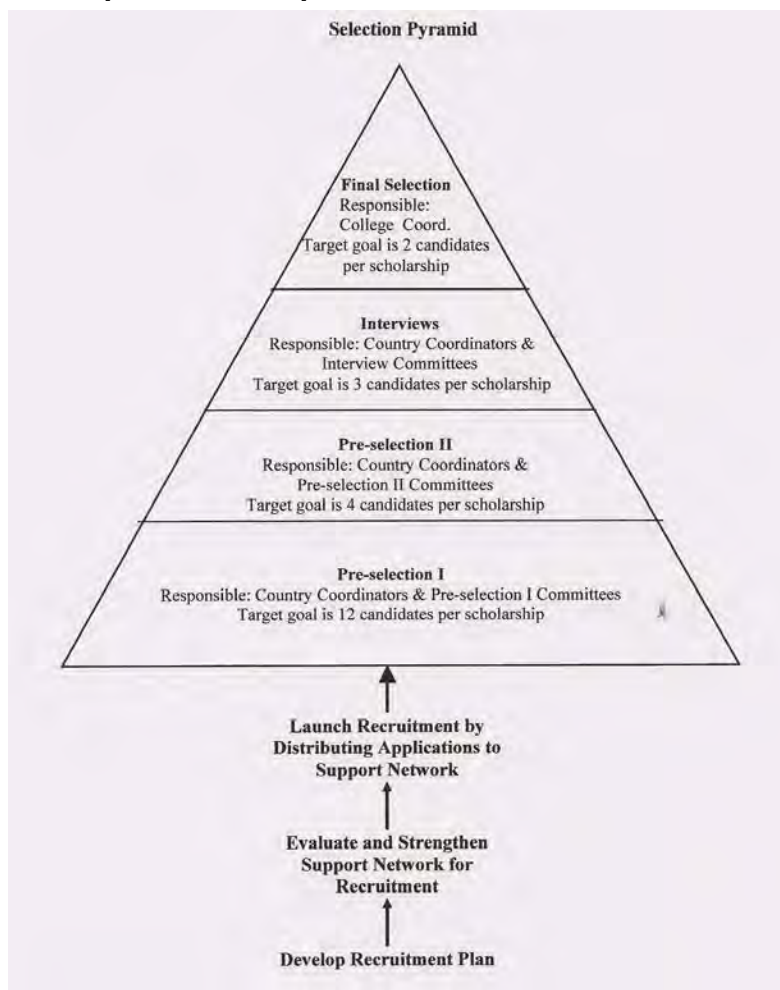 Selection Pyramid
Final Selection
Responsible:
College Coord.
Target goal is 2 candidates
per scholarship
Interviews
Responsible: Country Coordinators &
Interview Committees
Target goal is 3 candidates per scholarship
Pre-selection II
Responsible: Country Coordinators &
Pre-selection II Committees
Target goal is 4 candidates per scholarship
Pre-selection I
Responsible: Country Coordinators & Pre-selection I Committees
Target goal is 12 candidates per scholarship
Launch Recruitment by
Distributing Applications to
Support Network
Evaluate and Strengthen
Support Network for
Recruitment
Develop Recruitment Plan